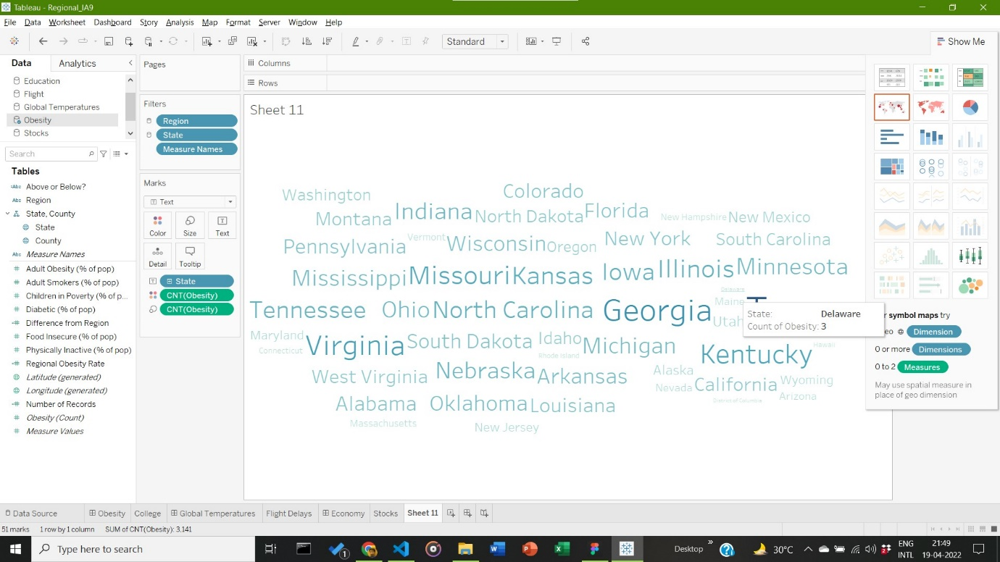 Tableau - Regional_IA9
File Data Worksheet Dashboard Story Analysis Map Format Server Window Help
Standard
Show Me
Data Analytics
Education
Flight
Global Temperatures
Obesity
Stocks
Search
Tables
Above or Below?
Region
State, County
State
County
Measure Names
Adult Obesity (% of pop)
Adult Smokers (% of pop)
Children in Poverty (% of p...
Diabetic (% of pop)
Difference from Region
Food Insecure (% of pop)
Physically Inactive (% of pop)
Regional Obesity Rate
Latitude (generated)
Longitude (generated)
Number of Records
Obesity (Count)
Measure Values
Pages
Filters
Region
State
Measure Names
Marks
Text
Color Size Text
Detail Tooltip
State
CNT(Obesity)
CNT(Obesity)
Columns
Rows
Sheet 11
Washington Colorado
Montana Indiana North Dakota Florida New Hampshire New Mexico
Pennsylvania Vermont Wisconsin Oregon New York South Carolina
Mississippi Missouri Kansas Iowa Illinois Minnesota
Delaware
Tennessee Ohio North Carolina Georgia Maine
Utah
Maryland Virginia South Dakota Idaho Michigan
Connecticut Rhode Island Kentucky Hawaii
West Virginia Nebraska Arkansas Alaska California Wyoming
Nevada
Alabama Oklahoma Louisiana District of Columbia Arizona
Massachusetts New Jersey
State: Delaware
Count of Obesity: 3
symbol maps try
Dimension
0 or more Dimensions
0 to 2 Measures
May use spatial measure in
place of geo dimension
Data Source Obesity College Global Temperatures Flight Delays Economy Stocks Sheet 11
51 marks 1 row by 1 column SUM of CNT(Obesity): 3,141
Type here to search
1
Desktop
30°C
ENG
INTL
21:49
19-04-2022